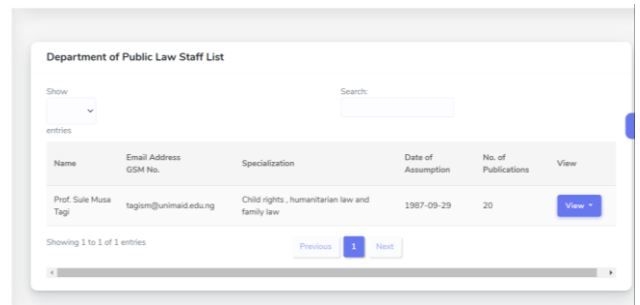 Department of Public Law Staff List
Show
Search:
entries
Name
Email Address
GSM No.
Specialization
Date of
Assumption
No. of
Publications
View
Prof. Sule Musa
Tagi
tagism@unimaid.edu.ng
Child rights , humanitarian law and
family law
1987-09-29
20
View
Showing 1 to 1 of 1 entries
Previous 1 Next